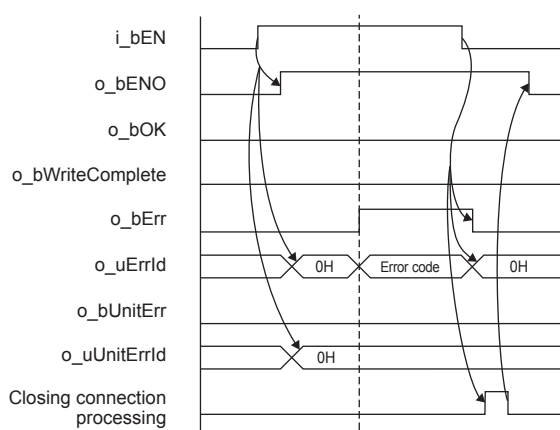 i_bEN
o_bENO
o_bOK
o_bWriteComplete
o_bErr
o_uErrId 0H Error code 0H
o_bUnitErr
o_uUnitErrId 0H
Closing connection
processing